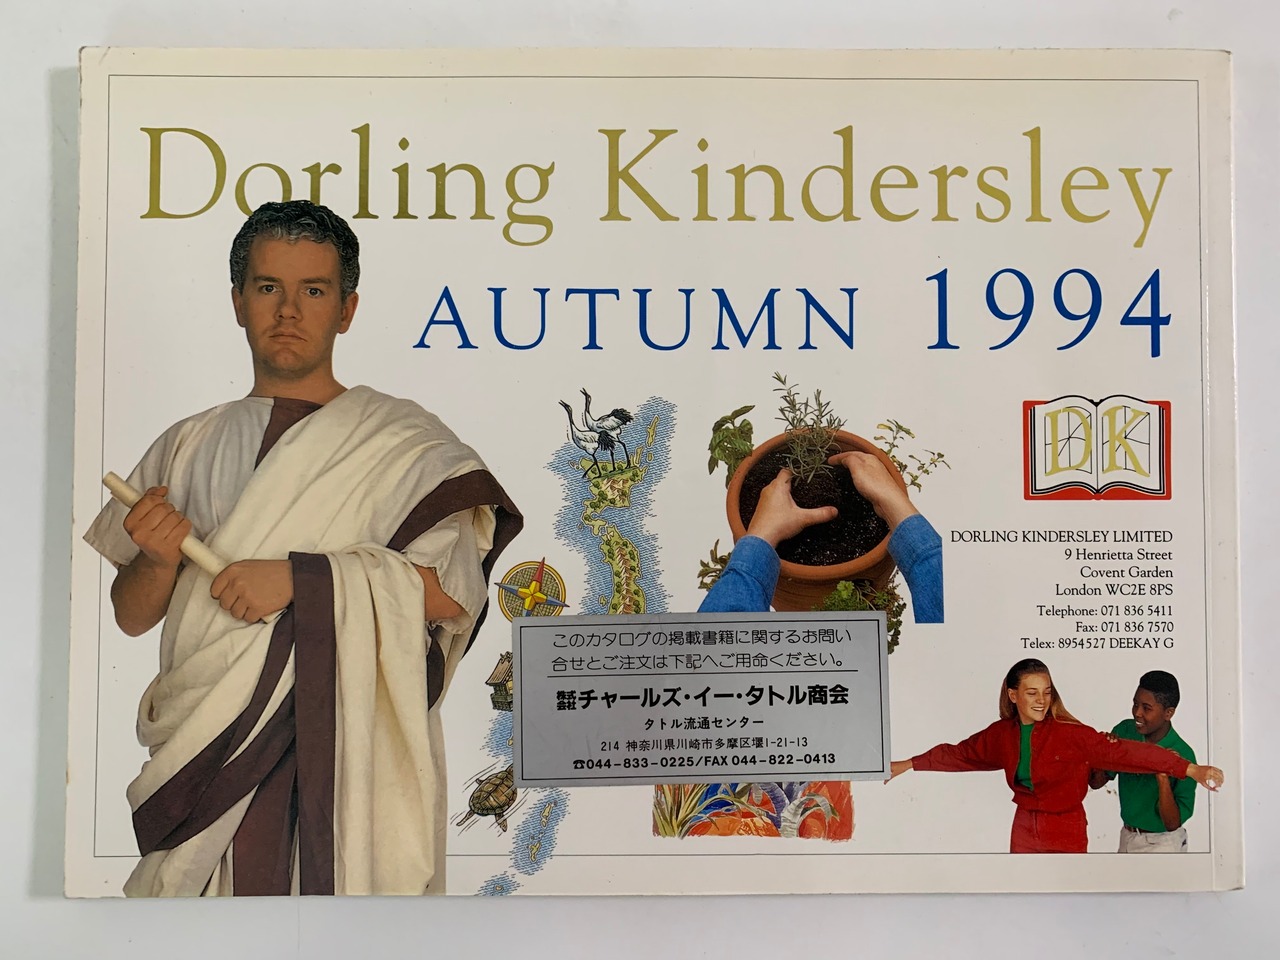 Dorling Kindersley
AUTUMN 1994
DK
DORLING KINDERSLEY LIMITED
9 Henrietta Street
Covent Garden
London WC2E 8PS
Telephone: 071 836 5411
Fax: 071 836 7570
Telex: 8954527 DEEKAY G
このカタログの掲載書籍に関するお問い
合せとご注文は下記へご用命ください。
株式会社チャールズ・イー・タトル商会
タトル流通センター
214 神奈川県川崎市多摩区堰1-21-13
☎044-833-0225/FAX 044-822-0413